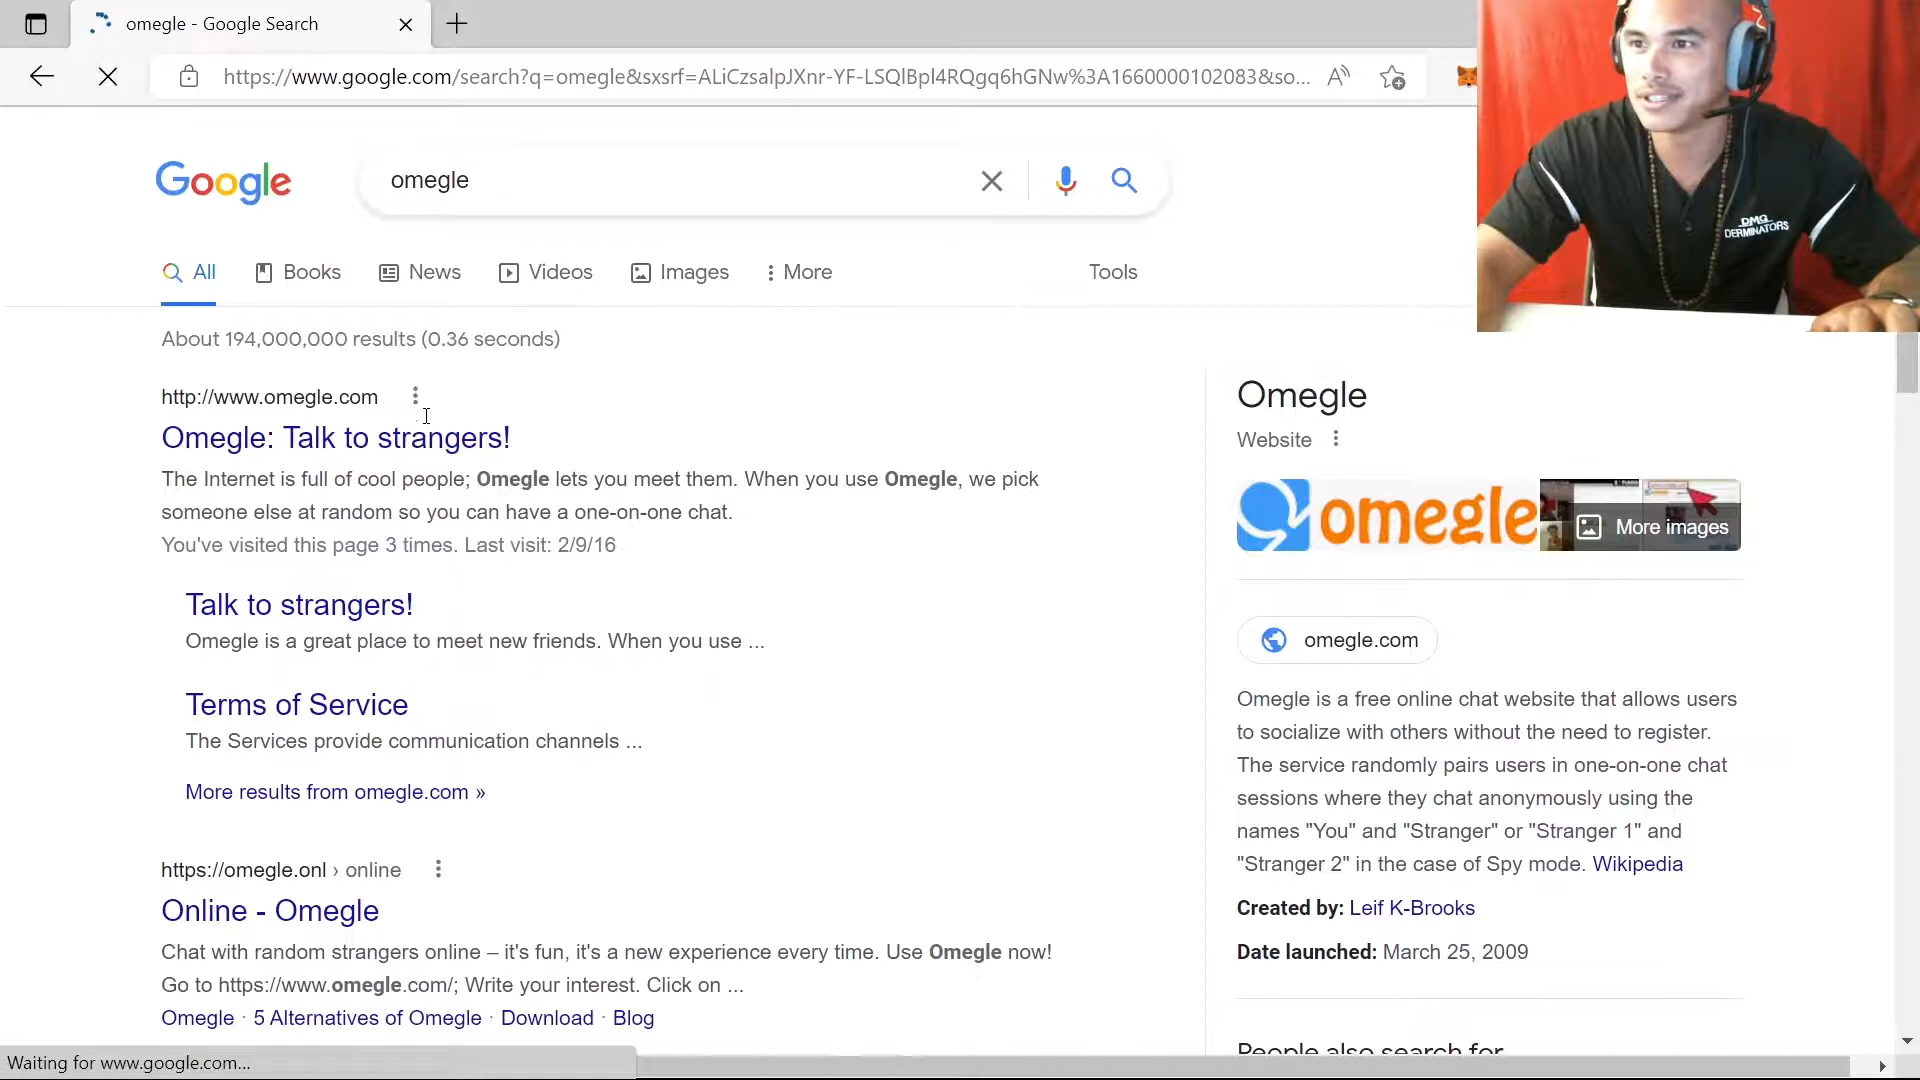 omegle - Google Search
https://www.google.com/search?q=omegle&sxsrf=ALiCzsalpJXnr-YF-LSQlBpl4RQgq6hGNw%3A1660000102083&so...
Google
omegle
All
Books
News
Videos
Images
More
Tools
About 194,000,000 results (0.36 seconds)
http://www.omegle.com
Omegle: Talk to strangers!
The Internet is full of cool people; Omegle lets you meet them. When you use Omegle, we pick
someone else at random so you can have a one-on-one chat.
You've visited this page 3 times. Last visit: 2/9/16
Talk to strangers!
Omegle is a great place to meet new friends. When you use ...
Terms of Service
The Services provide communication channels ...
More results from omegle.com »
https://omegle.onl › online
Online - Omegle
Chat with random strangers online – it's fun, it's a new experience every time. Use Omegle now!
Go to https://www.omegle.com/; Write your interest. Click on ...
Omegle · 5 Alternatives of Omegle · Download · Blog
Waiting for www.google.com...
DMG
DERMINATORS
Omegle
Website
omegle
More images
omegle.com
Omegle is a free online chat website that allows users
to socialize with others without the need to register.
The service randomly pairs users in one-on-one chat
sessions where they chat anonymously using the
names "You" and "Stranger" or "Stranger 1" and
"Stranger 2" in the case of Spy mode. Wikipedia
Created by: Leif K-Brooks
Date launched: March 25, 2009
People also search for